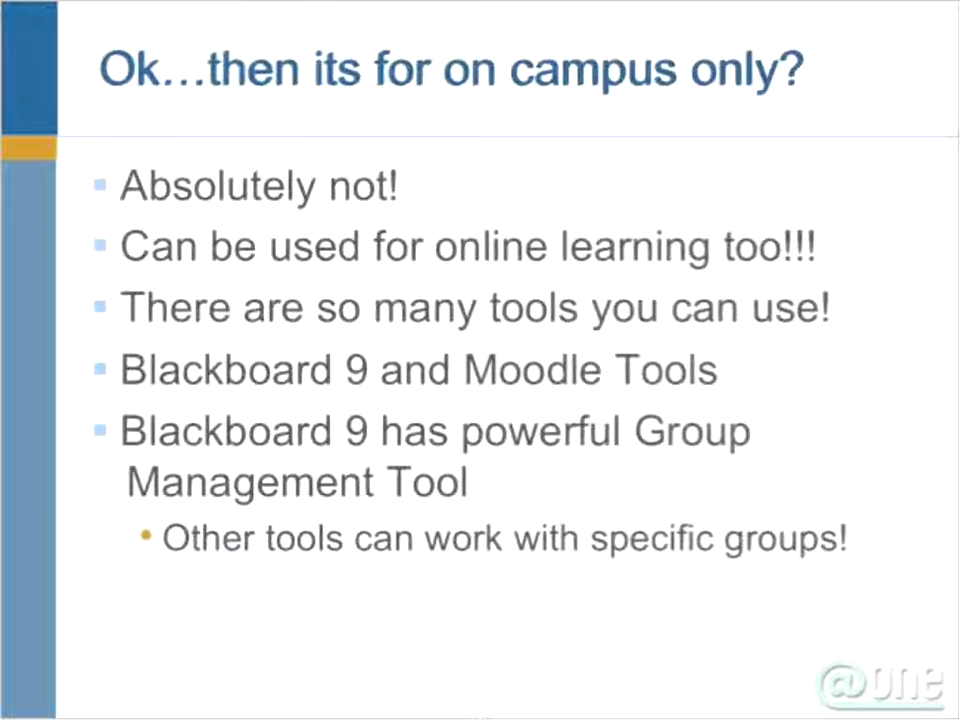 Ok...then its for on campus only?
Absolutely not!
Can be used for online learning too!!!
There are so many tools you can use!
Blackboard 9 and Moodle Tools
Blackboard 9 has powerful Group
Management Tool
Other tools can work with specific groups!
@one